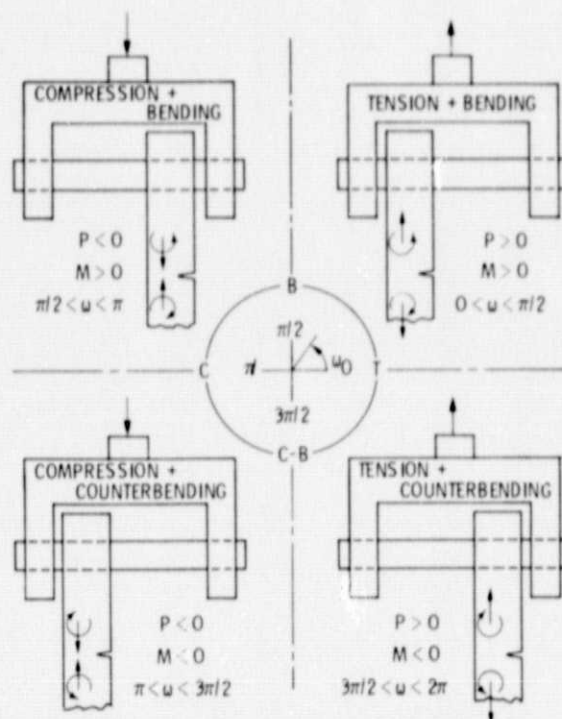 COMPRESSION +
BENDING
P < 0
M > 0
π/2 < ω < π
TENSION + BENDING
P > 0
M > 0
0 < ω < π/2
B
π/2
C
π
ω
0
T
3π/2
C-B
COMPRESSION +
COUNTERBENDING
P < 0
M < 0
π < ω < 3π/2
TENSION +
COUNTERBENDING
P > 0
M < 0
3π/2 < ω < 2π